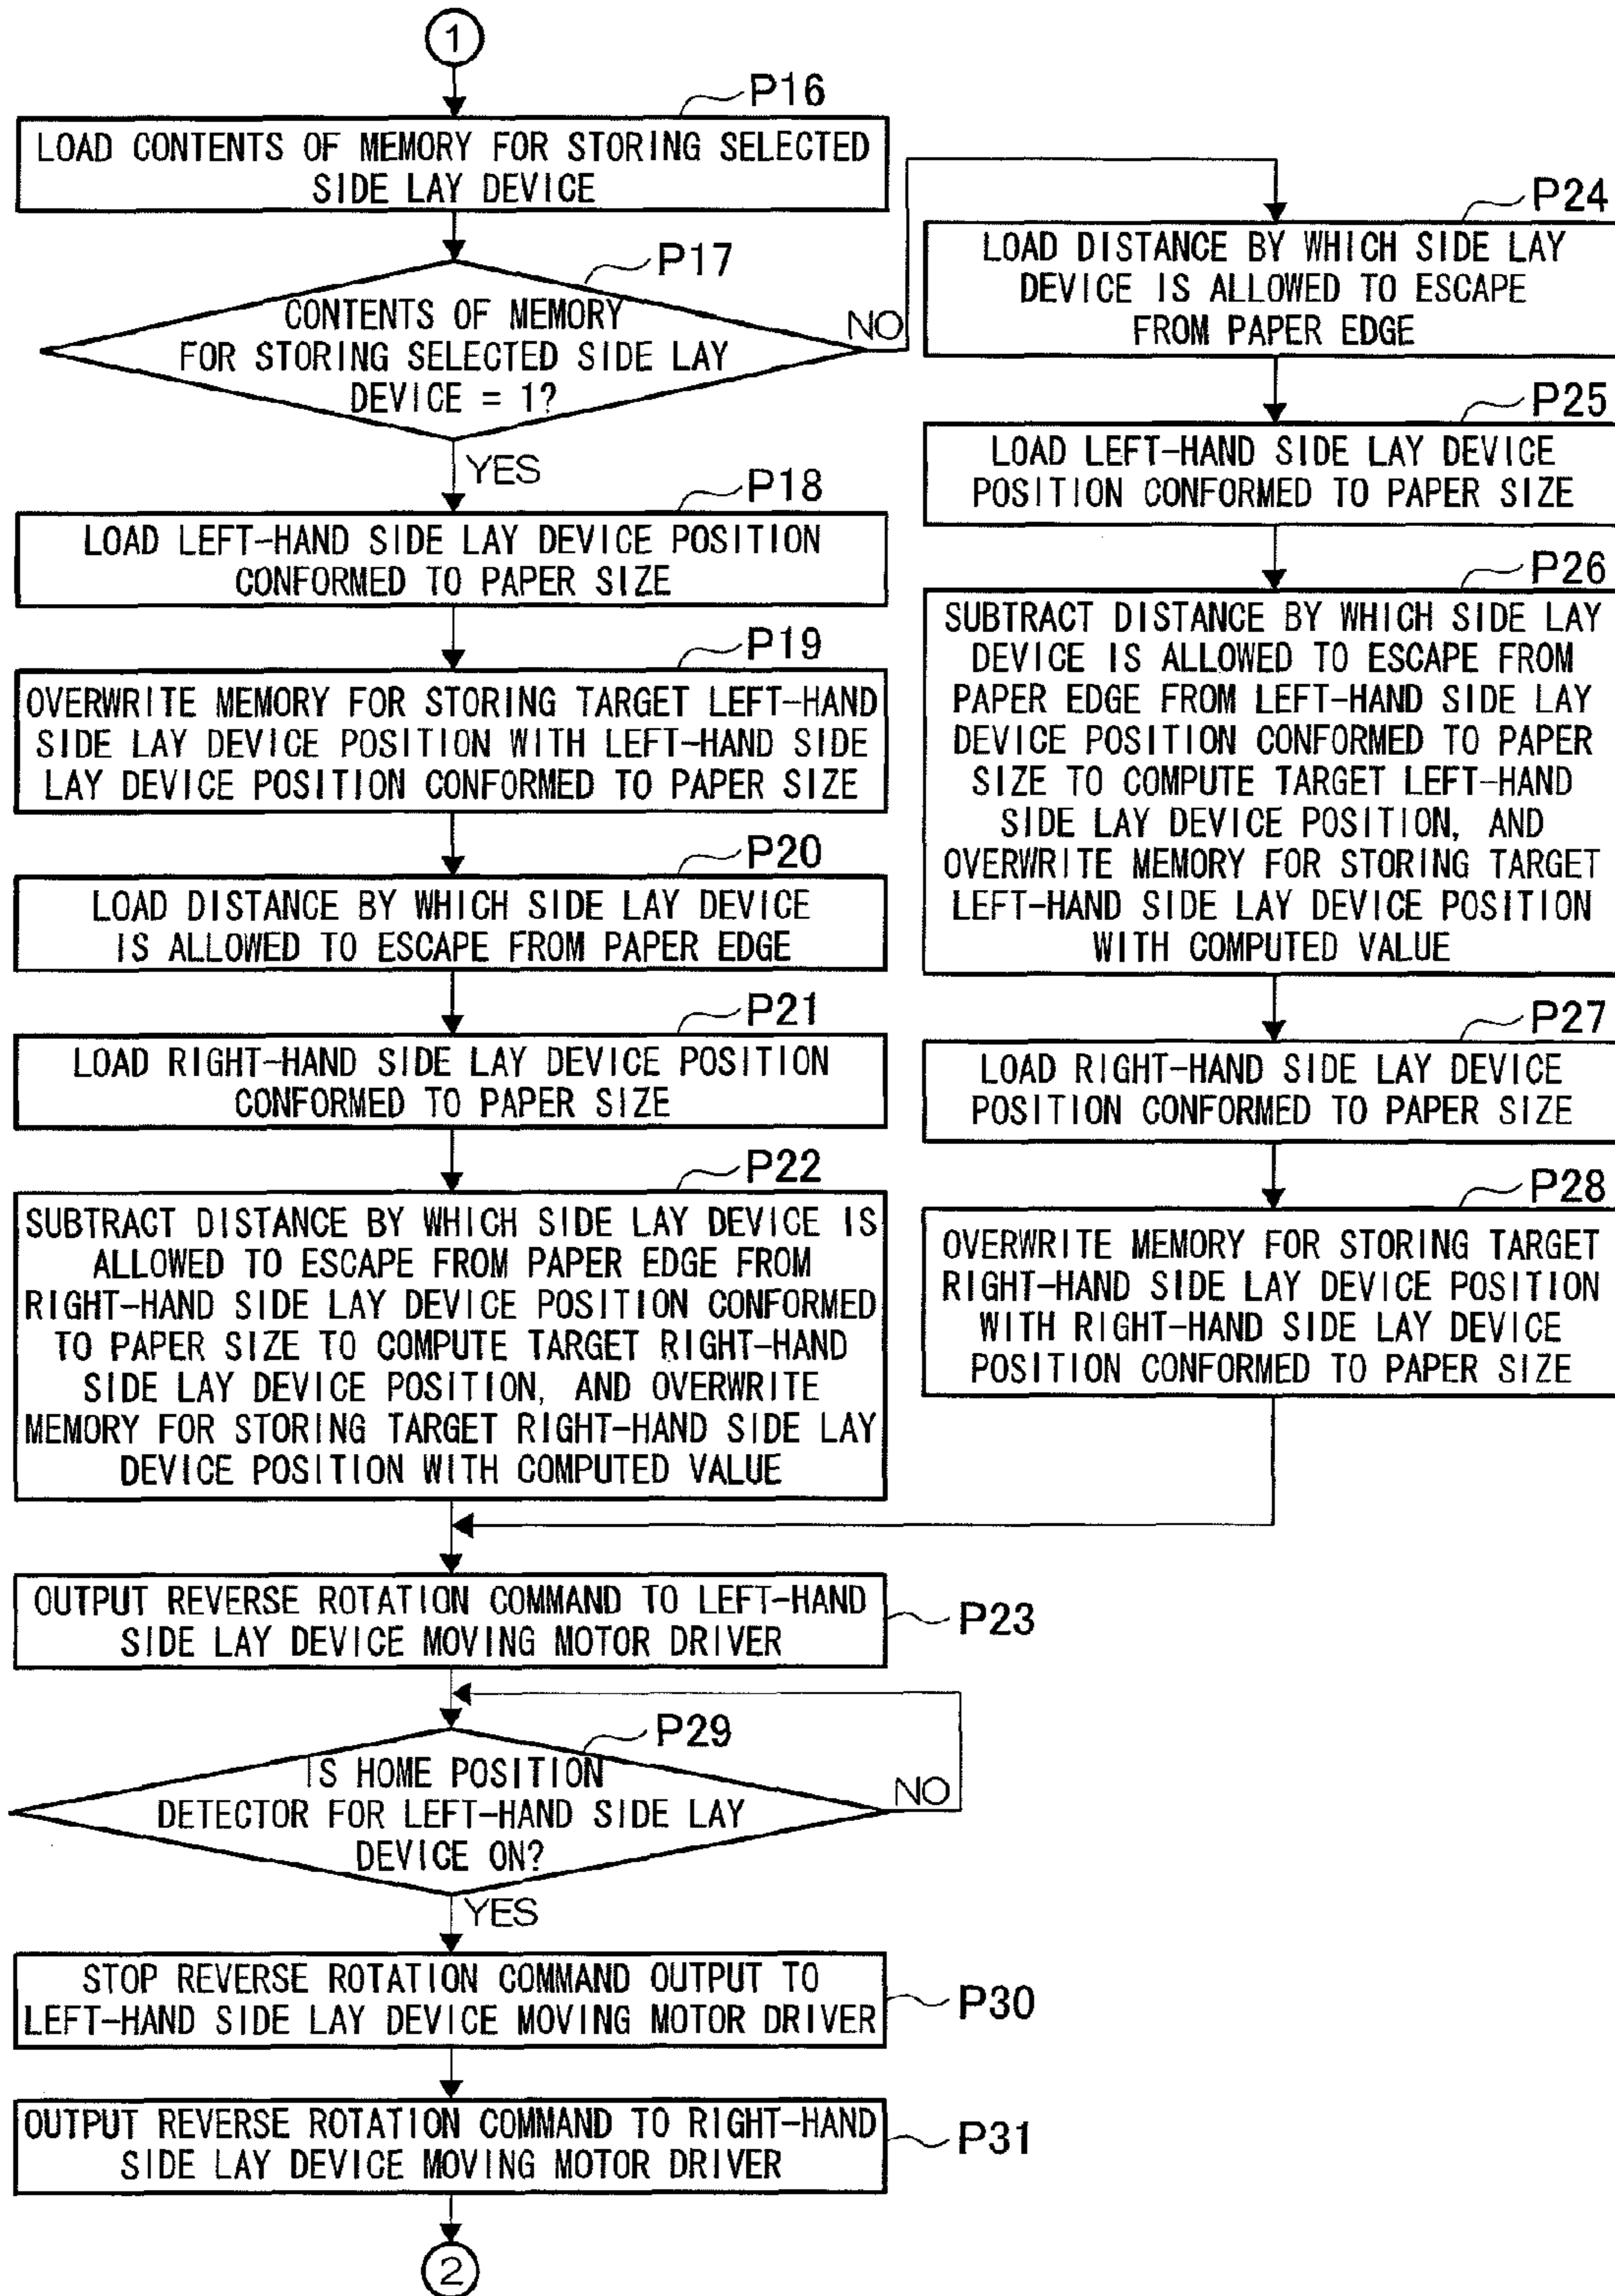 1
P16
LOAD CONTENTS OF MEMORY FOR STORING SELECTED
SIDE LAY DEVICE
P17
CONTENTS OF MEMORY
FOR STORING SELECTED SIDE LAY
DEVICE = 1?
NO
YES
P18
LOAD LEFT-HAND SIDE LAY DEVICE POSITION
CONFORMED TO PAPER SIZE
P19
OVERWRITE MEMORY FOR STORING TARGET LEFT-HAND
SIDE LAY DEVICE POSITION WITH LEFT-HAND SIDE
LAY DEVICE POSITION CONFORMED TO PAPER SIZE
P20
LOAD DISTANCE BY WHICH SIDE LAY DEVICE
IS ALLOWED TO ESCAPE FROM PAPER EDGE
P21
LOAD RIGHT-HAND SIDE LAY DEVICE POSITION
CONFORMED TO PAPER SIZE
P22
SUBTRACT DISTANCE BY WHICH SIDE LAY DEVICE IS
ALLOWED TO ESCAPE FROM PAPER EDGE FROM
RIGHT-HAND SIDE LAY DEVICE POSITION CONFORMED
TO PAPER SIZE TO COMPUTE TARGET RIGHT-HAND
SIDE LAY DEVICE POSITION, AND OVERWRITE
MEMORY FOR STORING TARGET RIGHT-HAND SIDE LAY
DEVICE POSITION WITH COMPUTED VALUE
P24
LOAD DISTANCE BY WHICH SIDE LAY
DEVICE IS ALLOWED TO ESCAPE
FROM PAPER EDGE
P25
LOAD LEFT-HAND SIDE LAY DEVICE
POSITION CONFORMED TO PAPER SIZE
P26
SUBTRACT DISTANCE BY WHICH SIDE LAY
DEVICE IS ALLOWED TO ESCAPE FROM
PAPER EDGE FROM LEFT-HAND SIDE LAY
DEVICE POSITION CONFORMED TO PAPER
SIZE TO COMPUTE TARGET LEFT-HAND
SIDE LAY DEVICE POSITION, AND
OVERWRITE MEMORY FOR STORING TARGET
LEFT-HAND SIDE LAY DEVICE POSITION
WITH COMPUTED VALUE
P27
LOAD RIGHT-HAND SIDE LAY DEVICE
POSITION CONFORMED TO PAPER SIZE
P28
OVERWRITE MEMORY FOR STORING TARGET
RIGHT-HAND SIDE LAY DEVICE POSITION
WITH RIGHT-HAND SIDE LAY DEVICE
POSITION CONFORMED TO PAPER SIZE
OUTPUT REVERSE ROTATION COMMAND TO LEFT-HAND
SIDE LAY DEVICE MOVING MOTOR DRIVER
P23
P29
IS HOME POSITION
DETECTOR FOR LEFT-HAND SIDE LAY
DEVICE ON?
NO
YES
STOP REVERSE ROTATION COMMAND OUTPUT TO
LEFT-HAND SIDE LAY DEVICE MOVING MOTOR DRIVER
P30
OUTPUT REVERSE ROTATION COMMAND TO RIGHT-HAND
SIDE LAY DEVICE MOVING MOTOR DRIVER
P31
2